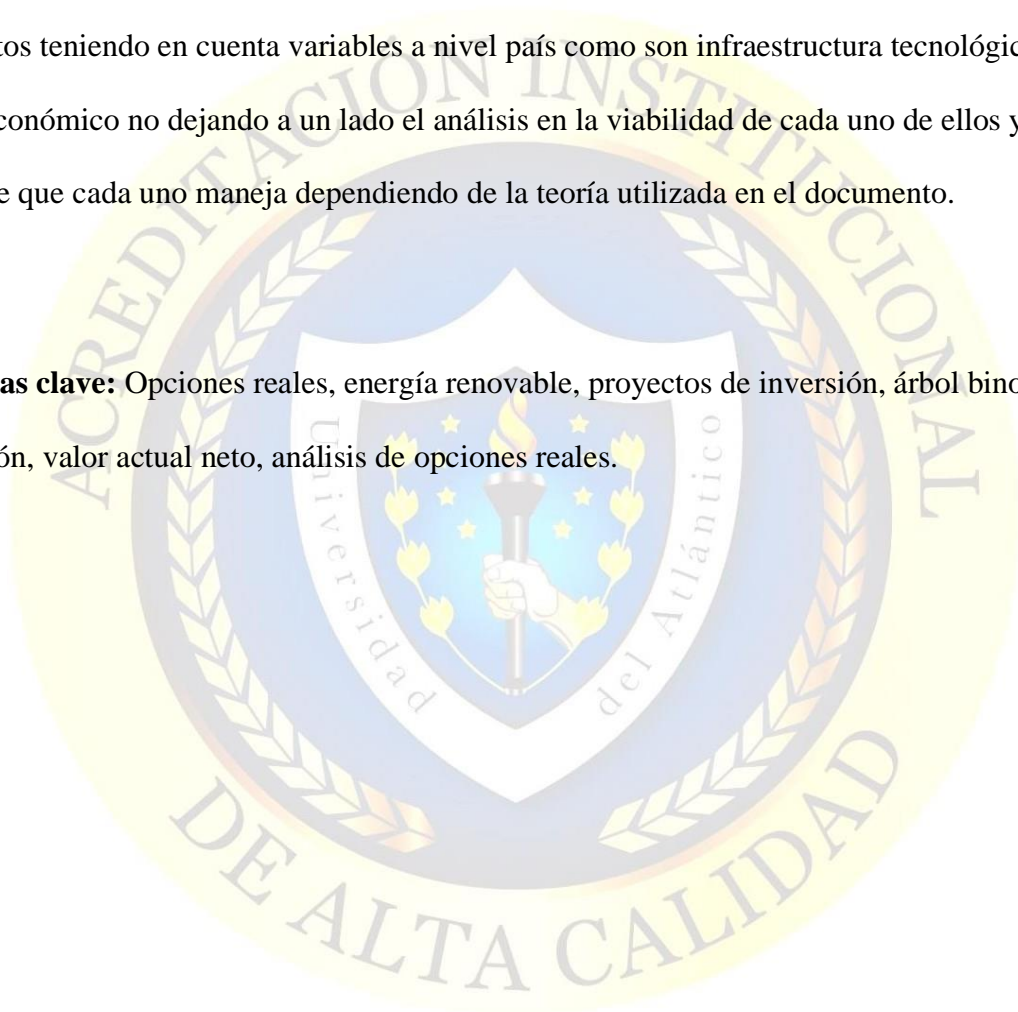 tos teniendo en cuenta variables a nivel país como son infraestructura tecnológic
conómico no dejando a un lado el análisis en la viabilidad de cada uno de ellos y
e que cada uno maneja dependiendo de la teoría utilizada en el documento.
as clave: Opciones reales, energía renovable, proyectos de inversión, árbol bino
ón, valor actual neto, análisis de opciones reales.
ACREDITACIÓN INSTITUCIONAL
Universidad
del Atlántico
DE ALTA CALIDAD